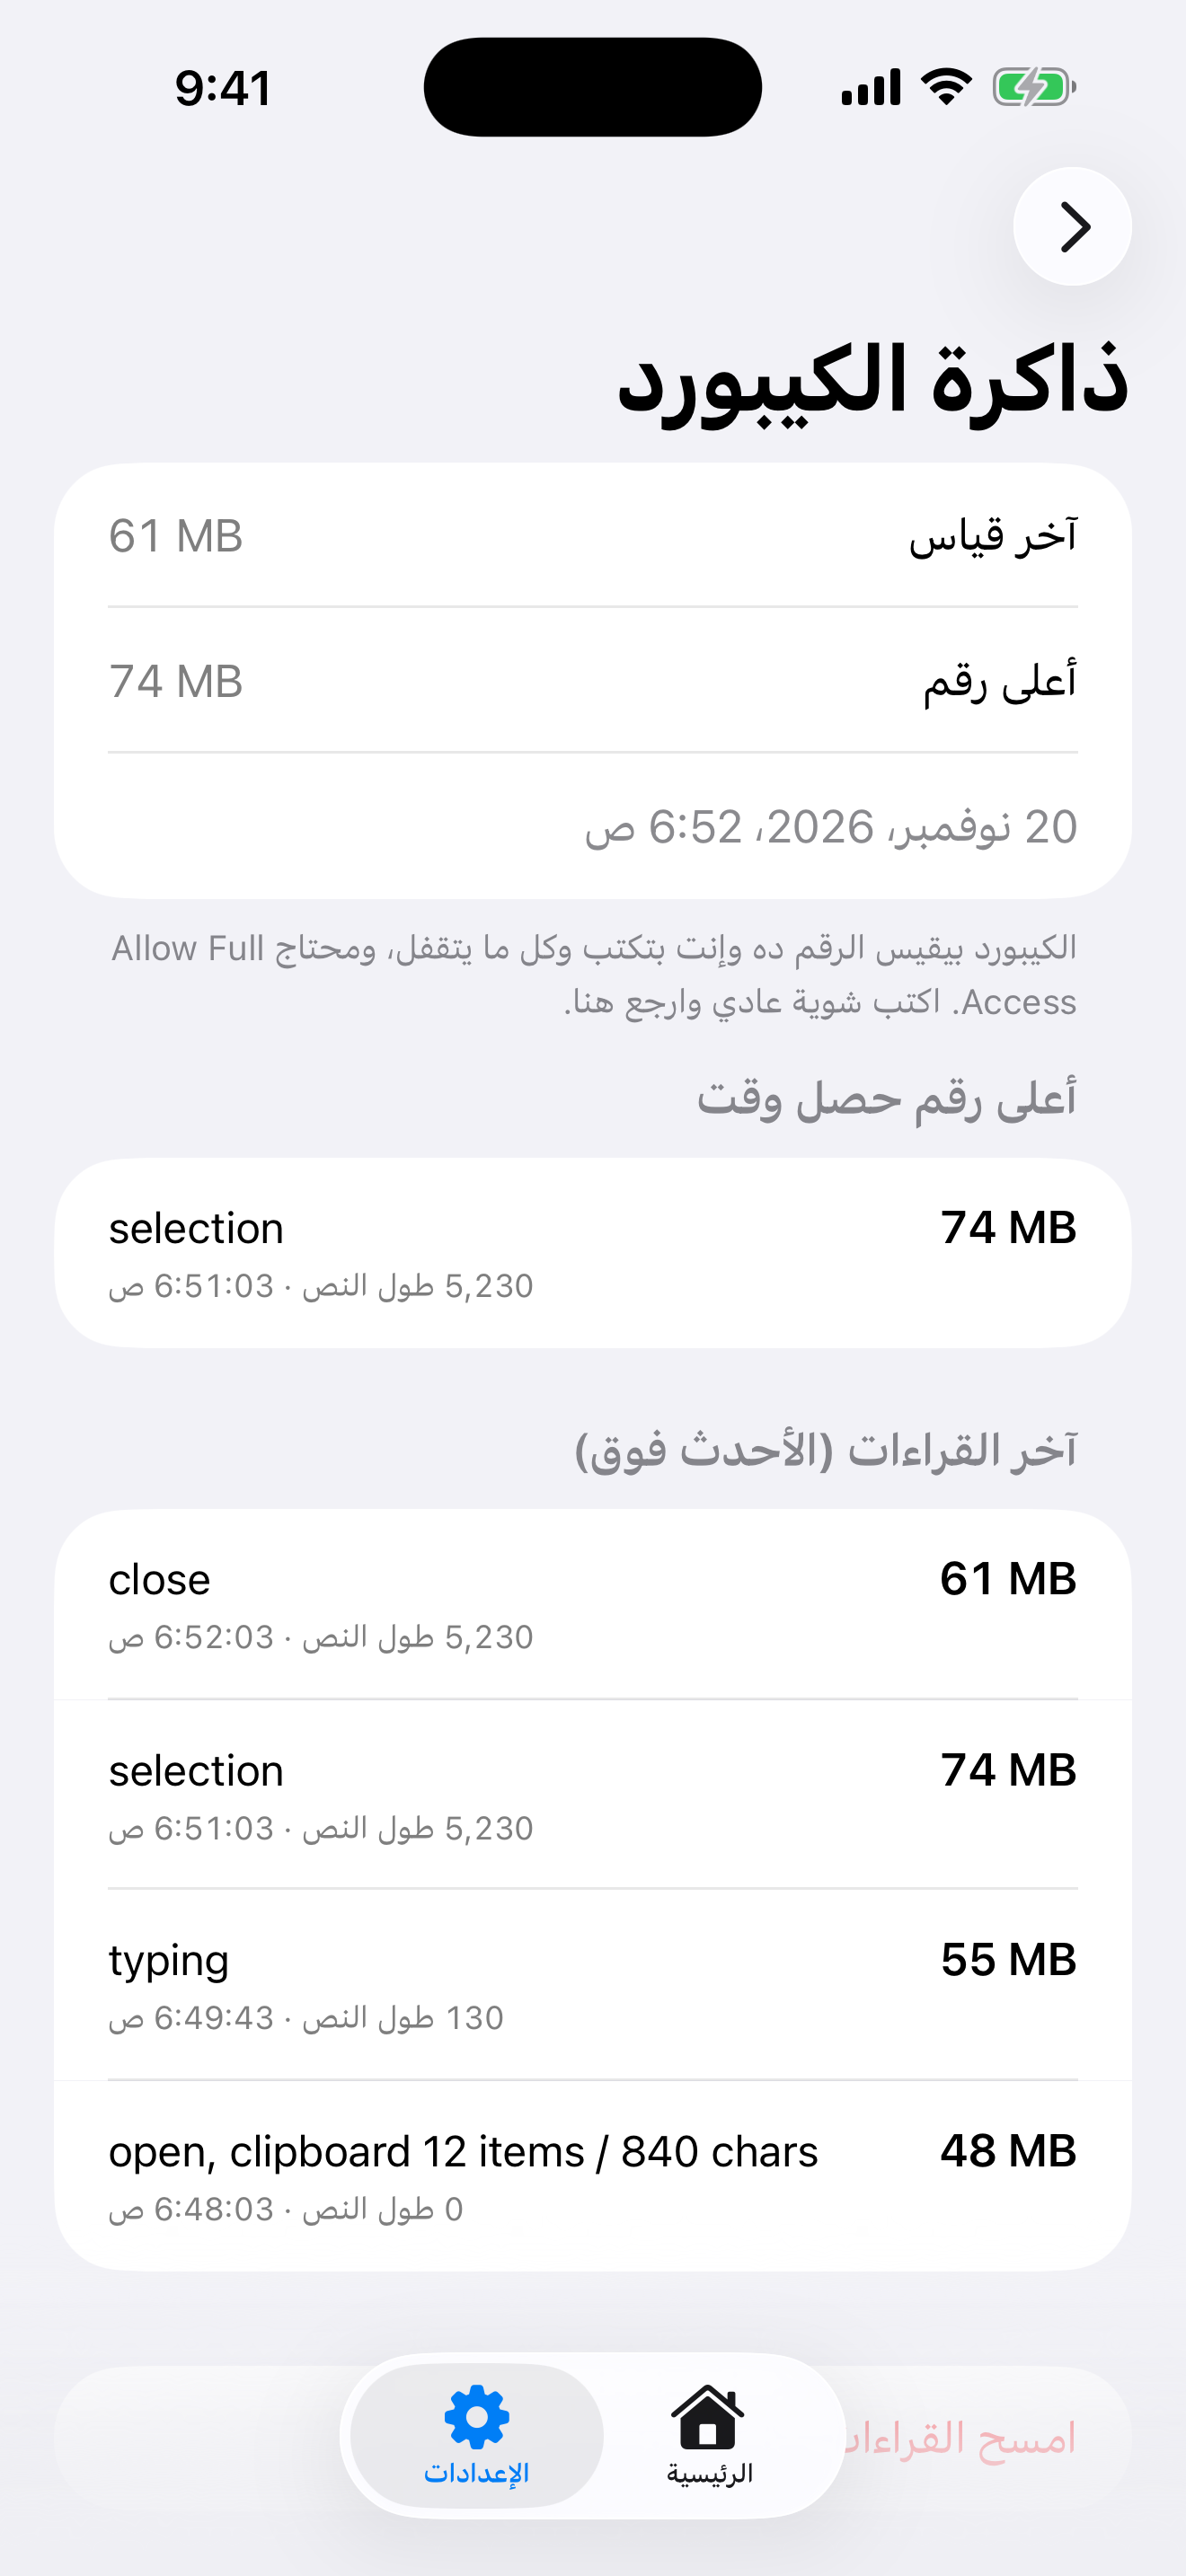 9:41
ذاكرة الكيبورد
آخر قياس 61 MB
أعلى رقم 74 MB
20 نوفمبر، 2026، 6:52 ص
الكيبورد بيقيس الرقم ده وإنت بتكتب وكل ما يتقفل، ومحتاج Allow Full
Access. اكتب شوية عادي وارجع هنا.
أعلى رقم حصل وقت
74 MB selection
5,230 طول النص · 6:51:03 ص
آخر القراءات (الأحدث فوق)
61 MB close
5,230 طول النص · 6:52:03 ص
74 MB selection
5,230 طول النص · 6:51:03 ص
55 MB typing
130 طول النص · 6:49:43 ص
48 MB open, clipboard 12 items / 840 chars
0 طول النص · 6:48:03 ص
امسح
الرئيسية
الإعدادات